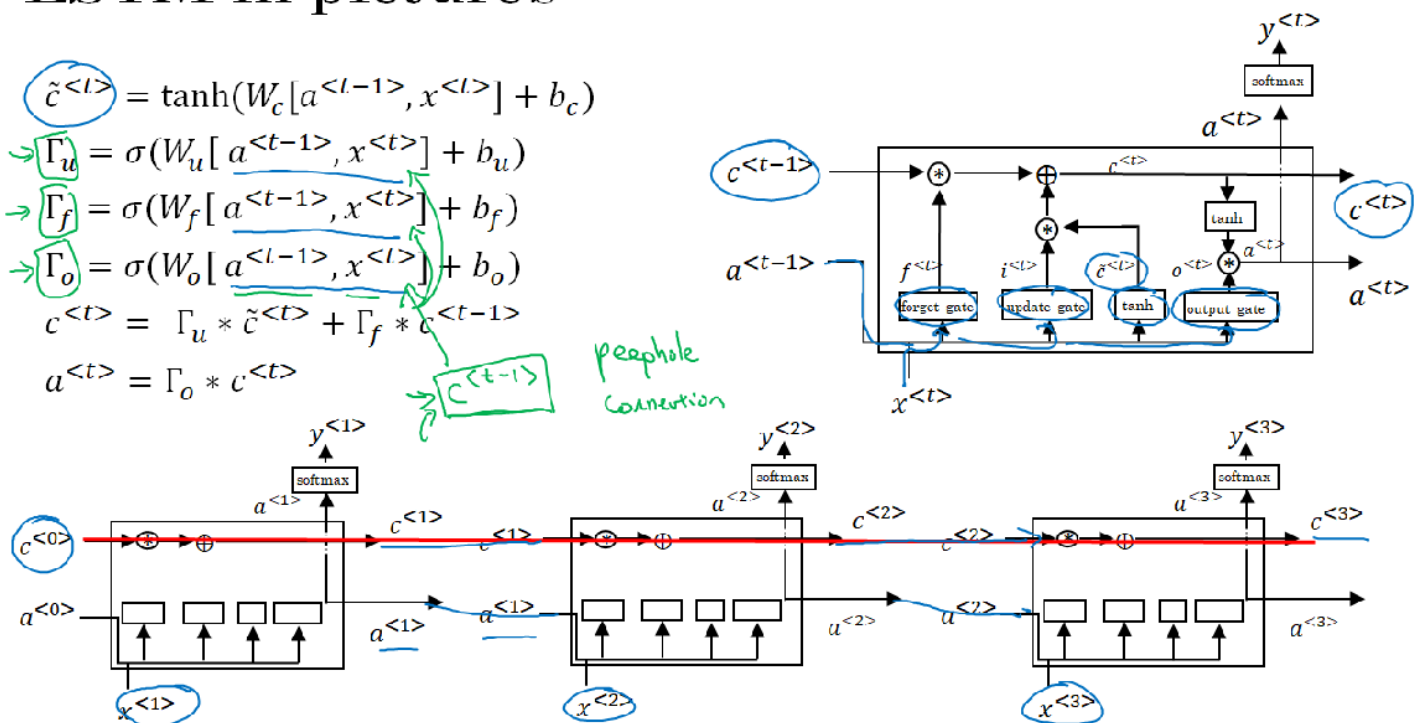 LSTM in pictures
c̃^<t> = tanh(W_c[a^<t-1>, x^<t>] + b_c)
Γ_u = σ(W_u[ a^<t-1>, x^<t>] + b_u)
Γ_f = σ(W_f[ a^<t-1>, x^<t>] + b_f)
Γ_o = σ(W_o[ a^<t-1>, x^<t>] + b_o)
c^<t> = Γ_u * c̃^<t> + Γ_f * c^<t-1>
a^<t> = Γ_o * c^<t>
c^<t-1>
peephole
connection
y^<t>
softmax
a^<t>
c^<t-1>
*
⊕
c^<t>
c^<t>
tanh
*
a^<t-1>
f^<t>
i^<t>
c̃^<t>
o^<t>
*
a^<t>
a^<t>
forget gate
update gate
tanh
output gate
x^<t>
y^<1>
softmax
a^<1>
c^<0>
*
⊕
c^<1>
a^<0>
a^<1>
x^<1>
y^<2>
softmax
a^<2>
c^<1>
*
⊕
c^<2>
a^<1>
a^<2>
x^<2>
y^<3>
softmax
a^<3>
c^<2>
*
⊕
c^<3>
a^<2>
a^<3>
x^<3>